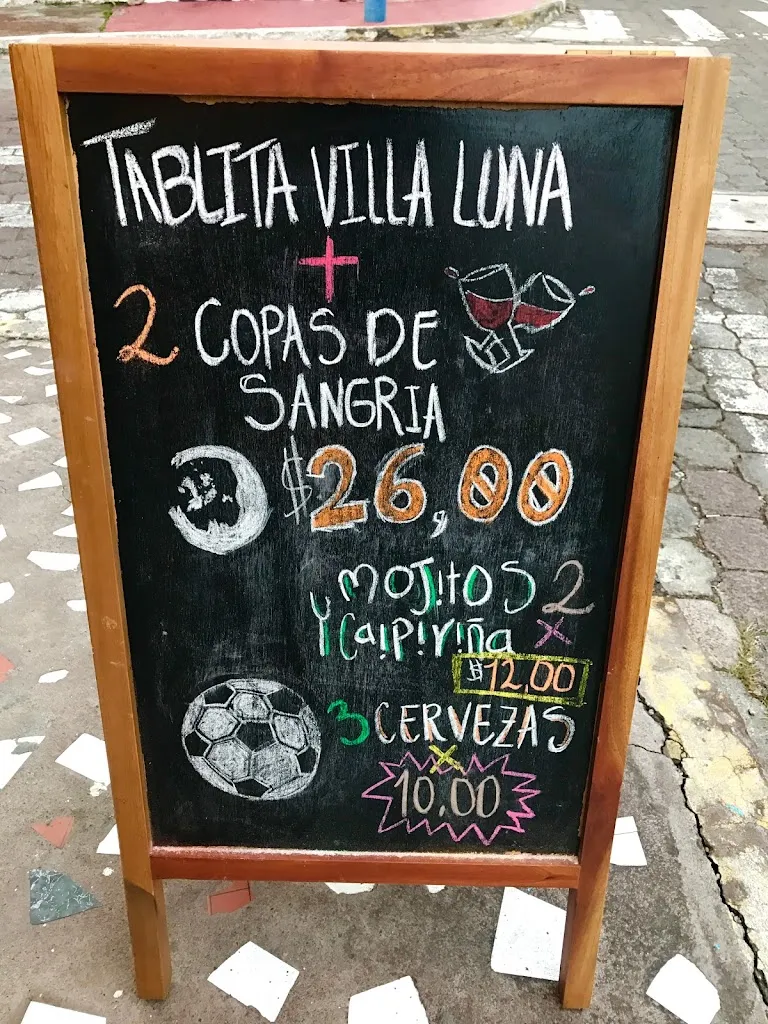 TABLITA VILLA LUNA
+
2 COPAS DE
SANGRIA
$26,00
MOJITOS 2
Y CAIPIRIÑA X
$12,00
3 CERVEZAS
X
10,00